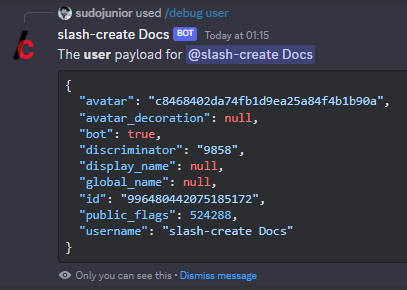 sudojunior used /debug user
slash-create Docs BOT Today at 01:15
The user payload for @slash-create Docs
{
  "avatar": "c8468402da74fb1d9ea25a84f4b1b90a",
  "avatar_decoration": null,
  "bot": true,
  "discriminator": "9858",
  "display_name": null,
  "global_name": null,
  "id": "996480442075185172",
  "public_flags": 524288,
  "username": "slash-create Docs"
}
Only you can see this • Dismiss message